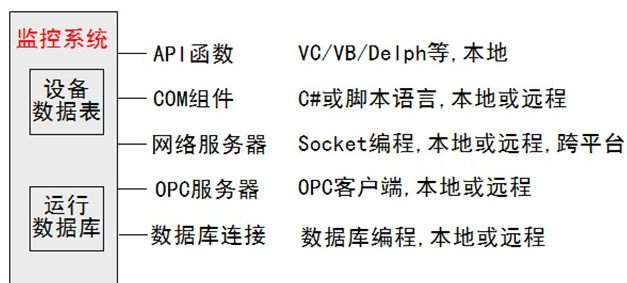 监控系统
设备
数据表
运行
数据库
API函数 VC/VB/Delph等,本地
COM组件 C#或脚本语言,本地或远程
网络服务器 Socket编程,本地或远程,跨平台
OPC服务器 OPC客户端,本地或远程
数据库连接 数据库编程,本地或远程